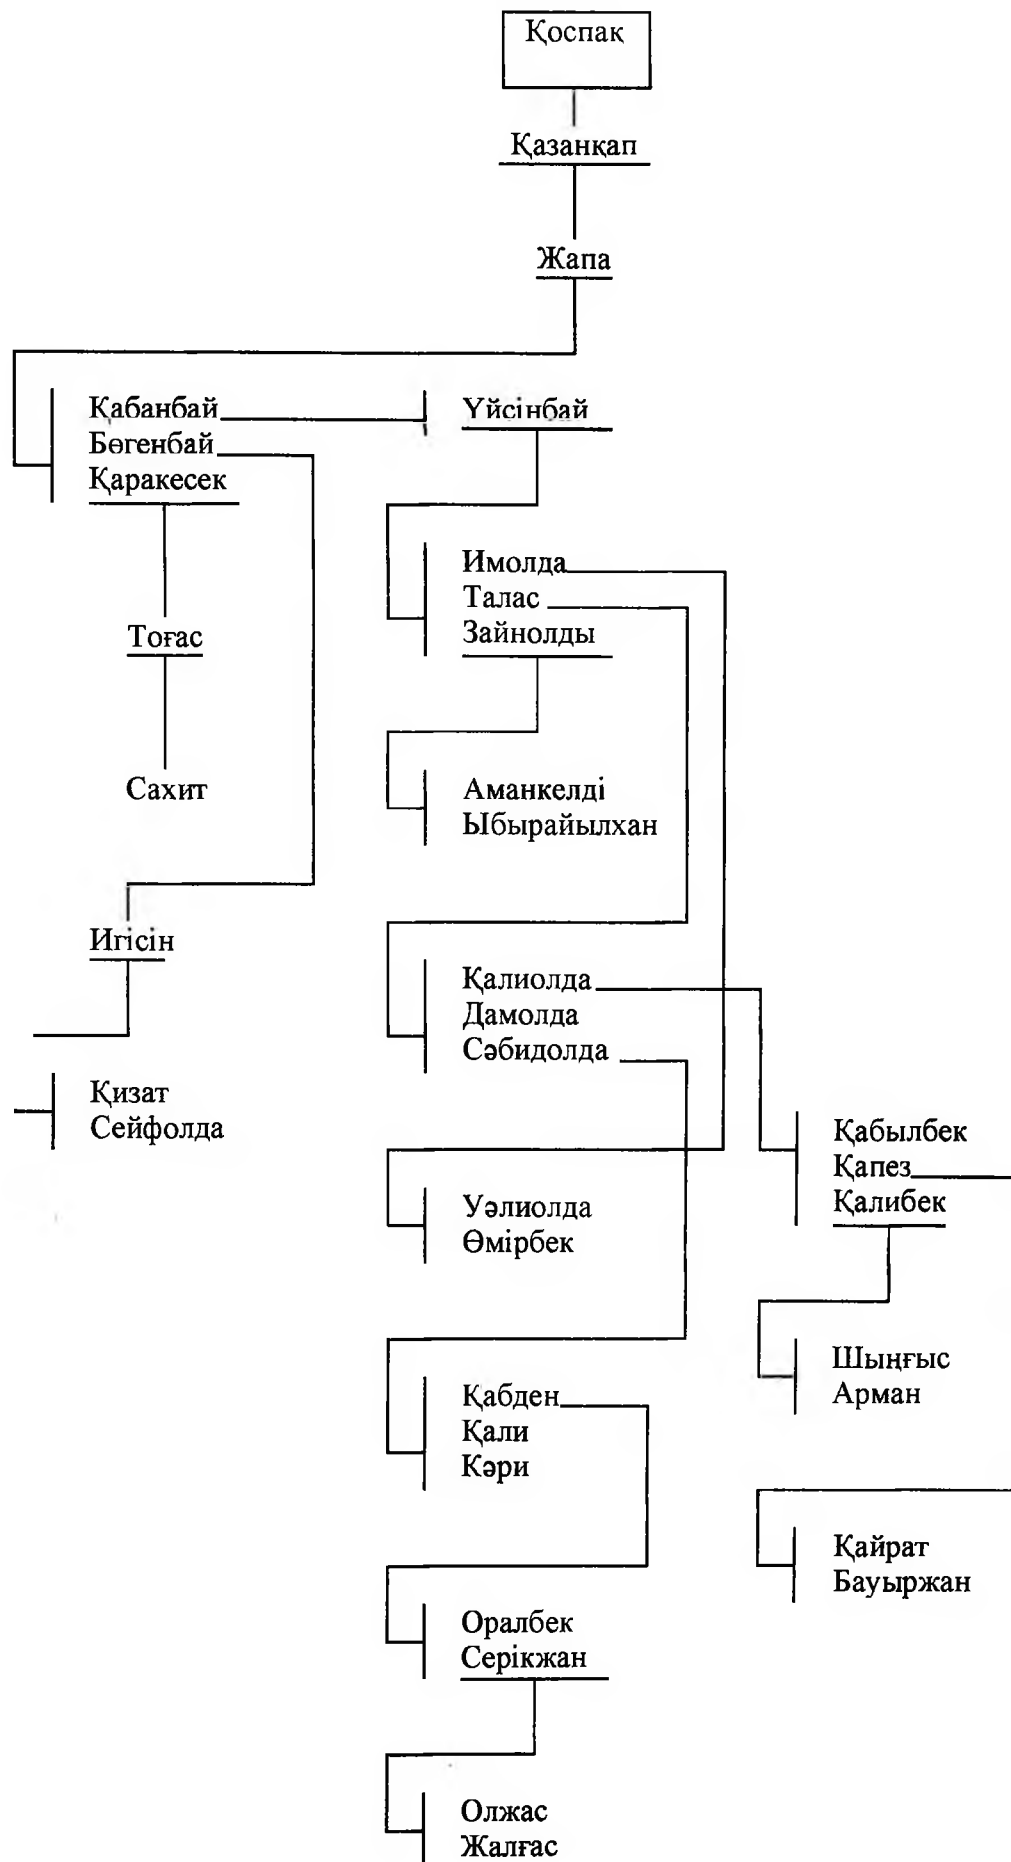 Қоспақ
Қазанқап
Жапа
Қабанбай
Бөгенбай
Қаракесек
Үйсінбай
Имолда
Талас
Зайнолды
Тоғас
Сахит
Аманкелді
Ыбырайылхан
Игісін
Қалиолда
Дамолда
Сәбидолда
Қизат
Сейфолда
Қабылбек
Қапез
Қалибек
Уәлиолда
Өмірбек
Шыңғыс
Арман
Қабден
Қали
Кәри
Қайрат
Бауыржан
Оралбек
Серікжан
Олжас
Жалғас